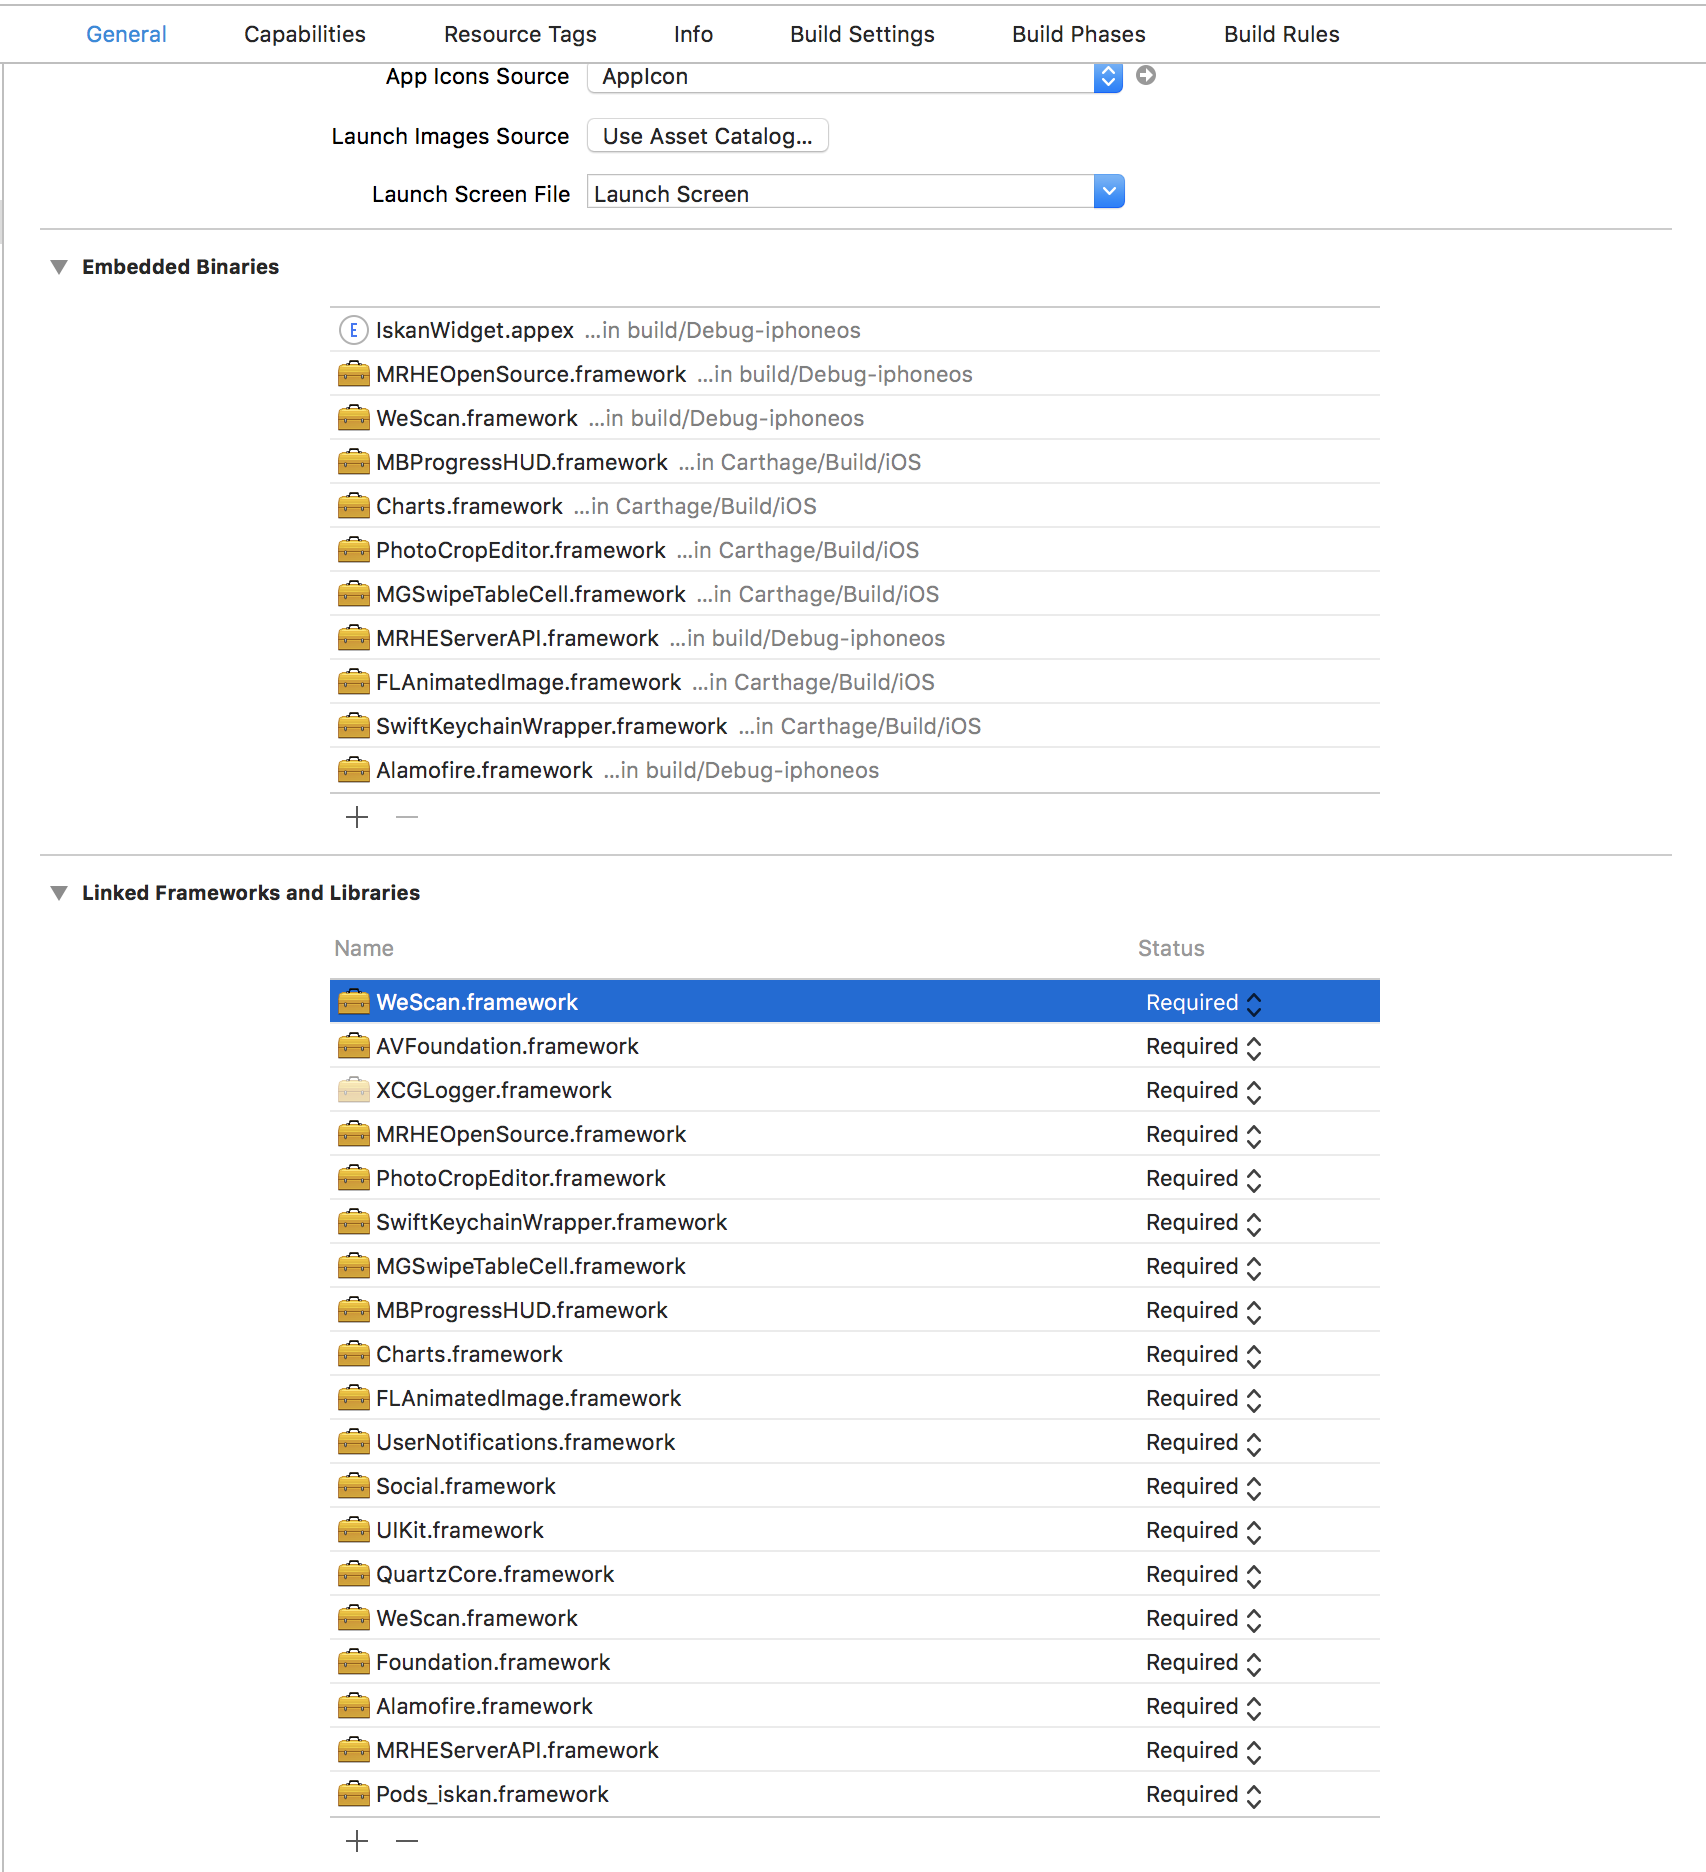 General Capabilities Resource Tags Info Build Settings Build Phases Build Rules
App Icons Source AppIcon
Launch Images Source Use Asset Catalog...
Launch Screen File Launch Screen
Embedded Binaries
E IskanWidget.appex ...in build/Debug-iphoneos
MRHEOpenSource.framework ...in build/Debug-iphoneos
WeScan.framework ...in build/Debug-iphoneos
MBProgressHUD.framework ...in Carthage/Build/iOS
Charts.framework ...in Carthage/Build/iOS
PhotoCropEditor.framework ...in Carthage/Build/iOS
MGSwipeTableCell.framework ...in Carthage/Build/iOS
MRHEServerAPI.framework ...in build/Debug-iphoneos
FLAnimatedImage.framework ...in Carthage/Build/iOS
SwiftKeychainWrapper.framework ...in Carthage/Build/iOS
Alamofire.framework ...in build/Debug-iphoneos
Linked Frameworks and Libraries
Name Status
WeScan.framework Required
AVFoundation.framework Required
XCGLogger.framework Required
MRHEOpenSource.framework Required
PhotoCropEditor.framework Required
SwiftKeychainWrapper.framework Required
MGSwipeTableCell.framework Required
MBProgressHUD.framework Required
Charts.framework Required
FLAnimatedImage.framework Required
UserNotifications.framework Required
Social.framework Required
UIKit.framework Required
QuartzCore.framework Required
WeScan.framework Required
Foundation.framework Required
Alamofire.framework Required
MRHEServerAPI.framework Required
Pods_iskan.framework Required